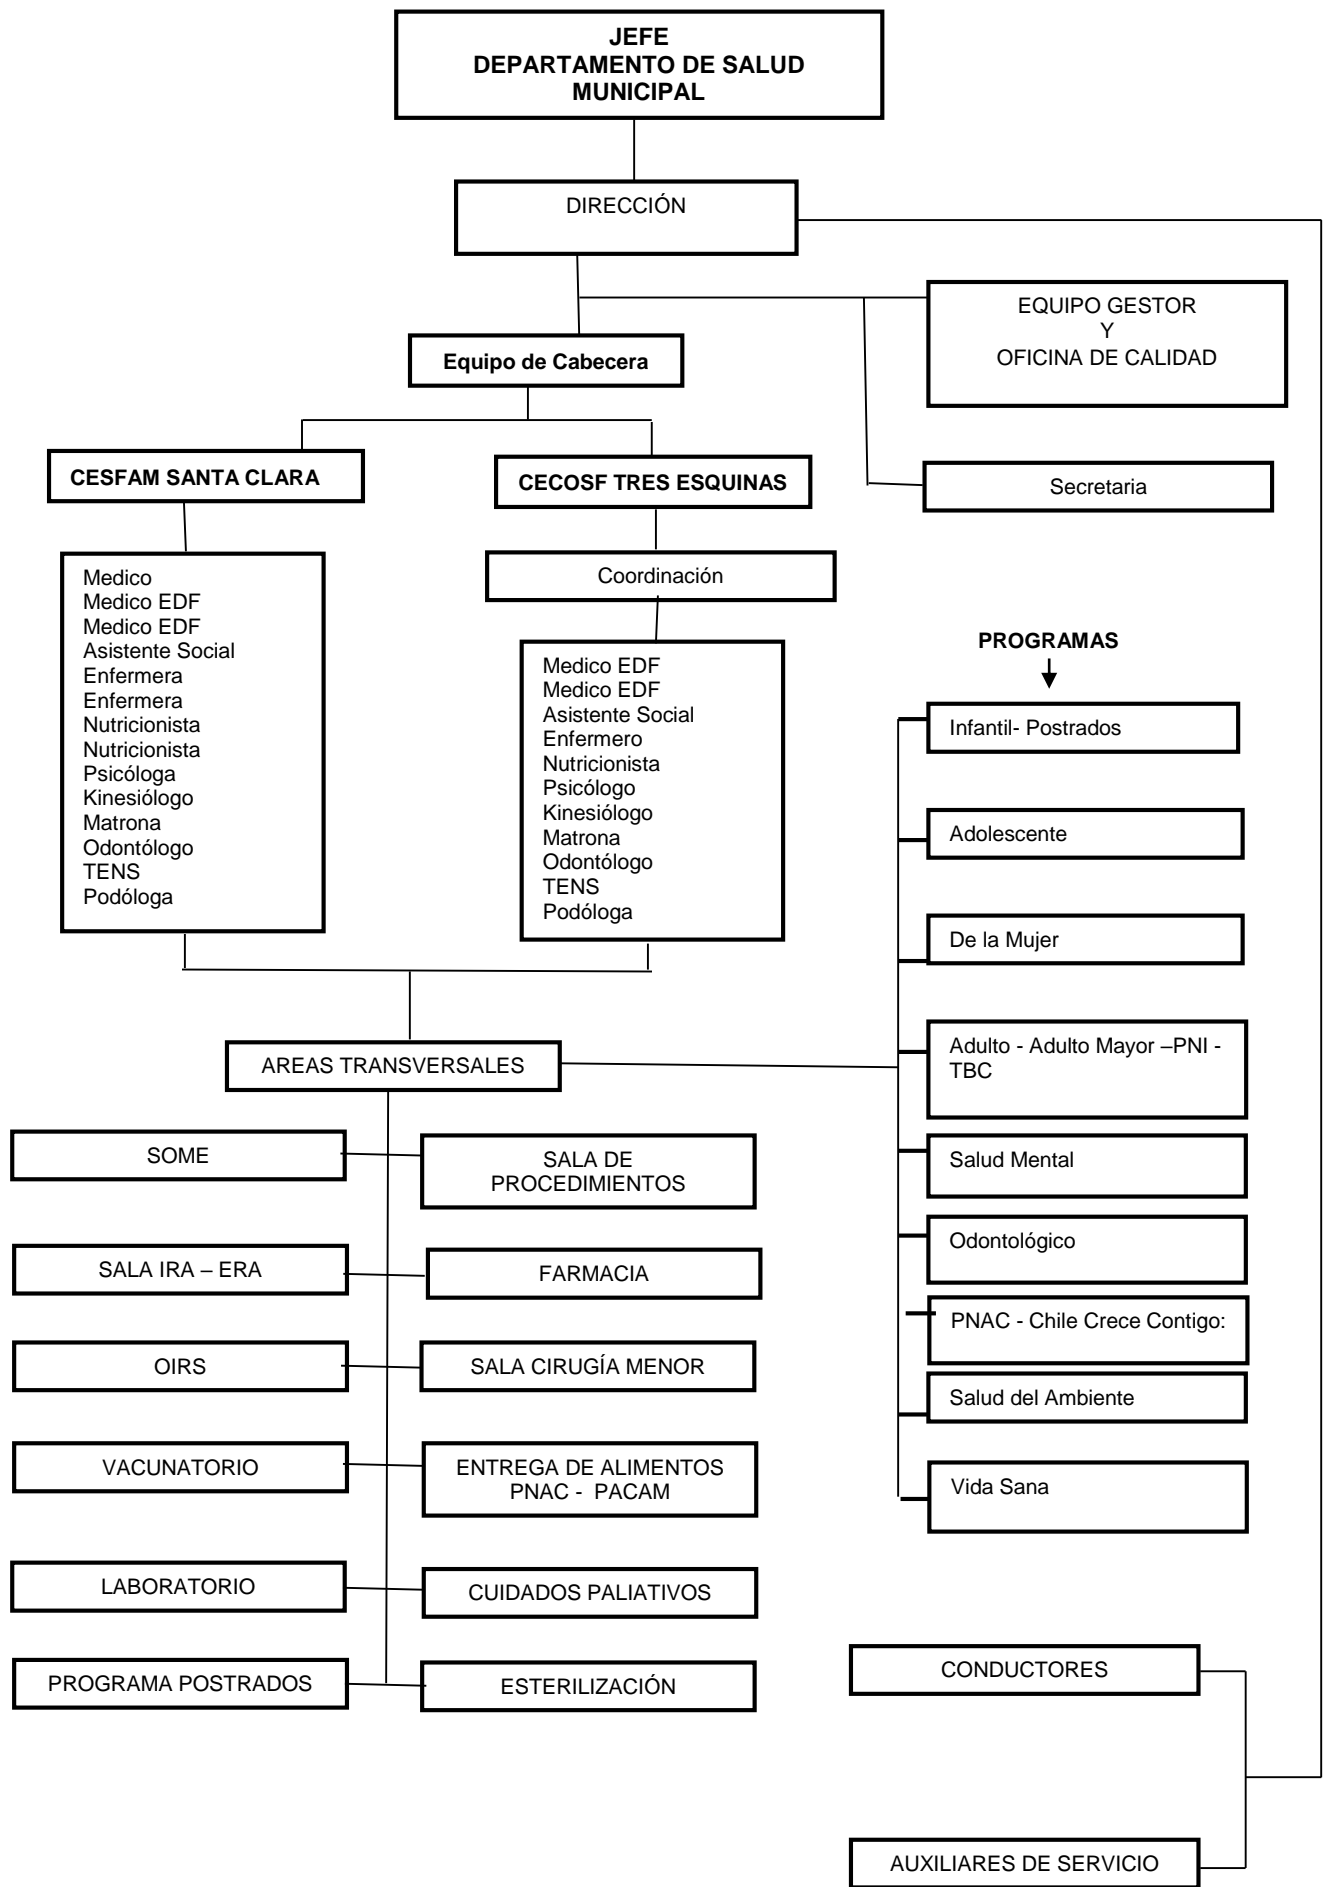 JEFE
DEPARTAMENTO DE SALUD
MUNICIPAL
DIRECCIÓN
EQUIPO GESTOR
Y
OFICINA DE CALIDAD
Equipo de Cabecera
Secretaria
CESFAM SANTA CLARA
CECOSF TRES ESQUINAS
Medico
Medico EDF
Medico EDF
Asistente Social
Enfermera
Enfermera
Nutricionista
Nutricionista
Psicóloga
Kinesiólogo
Matrona
Odontólogo
TENS
Podóloga
Coordinación
Medico EDF
Medico EDF
Asistente Social
Enfermero
Nutricionista
Psicólogo
Kinesiólogo
Matrona
Odontólogo
TENS
Podóloga
PROGRAMAS
Infantil- Postrados
Adolescente
De la Mujer
Adulto - Adulto Mayor –PNI -
TBC
Salud Mental
Odontológico
PNAC - Chile Crece Contigo:
Salud del Ambiente
Vida Sana
AREAS TRANSVERSALES
SOME
SALA DE
PROCEDIMIENTOS
SALA IRA – ERA
FARMACIA
OIRS
SALA CIRUGÍA MENOR
VACUNATORIO
ENTREGA DE ALIMENTOS
PNAC - PACAM
LABORATORIO
CUIDADOS PALIATIVOS
PROGRAMA POSTRADOS
ESTERILIZACIÓN
CONDUCTORES
AUXILIARES DE SERVICIO